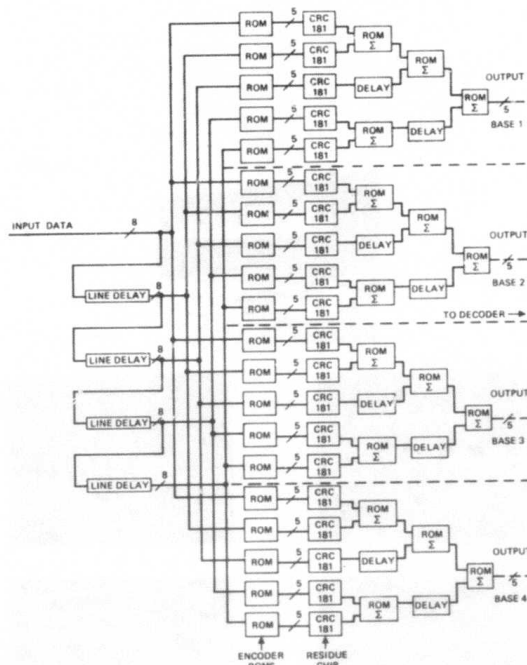 ROM 5 CRC 181
ROM Σ
ROM 5 CRC 181
ROM Σ
OUTPUT
ROM 5 CRC 181 DELAY
ROM Σ 5
BASE 1
ROM 5 CRC 181
ROM Σ DELAY
ROM 5 CRC 181
ROM 5 CRC 181
ROM Σ
ROM 5 CRC 181
ROM Σ
INPUT DATA 8
OUTPUT
ROM 5 CRC 181 DELAY
ROM Σ 5
ROM 5 CRC 181
BASE 2
ROM Σ DELAY
LINE DELAY 8
ROM 5 CRC 181
TO DECODER
ROM 5 CRC 181
ROM Σ
LINE DELAY 8
ROM 5 CRC 181
ROM Σ
OUTPUT
ROM 5 CRC 181 DELAY
ROM Σ 5
LINE DELAY 8
ROM 5 CRC 181
BASE 3
ROM Σ DELAY
ROM 5 CRC 181
LINE DELAY 8
ROM 5 CRC 181
ROM Σ
ROM 5 CRC 181
ROM Σ
OUTPUT
ROM 5 CRC 181 DELAY
ROM Σ 5
ROM 5 CRC 181
BASE 4
ROM Σ DELAY
ROM 5 CRC 181
ENCODER RESIDUE